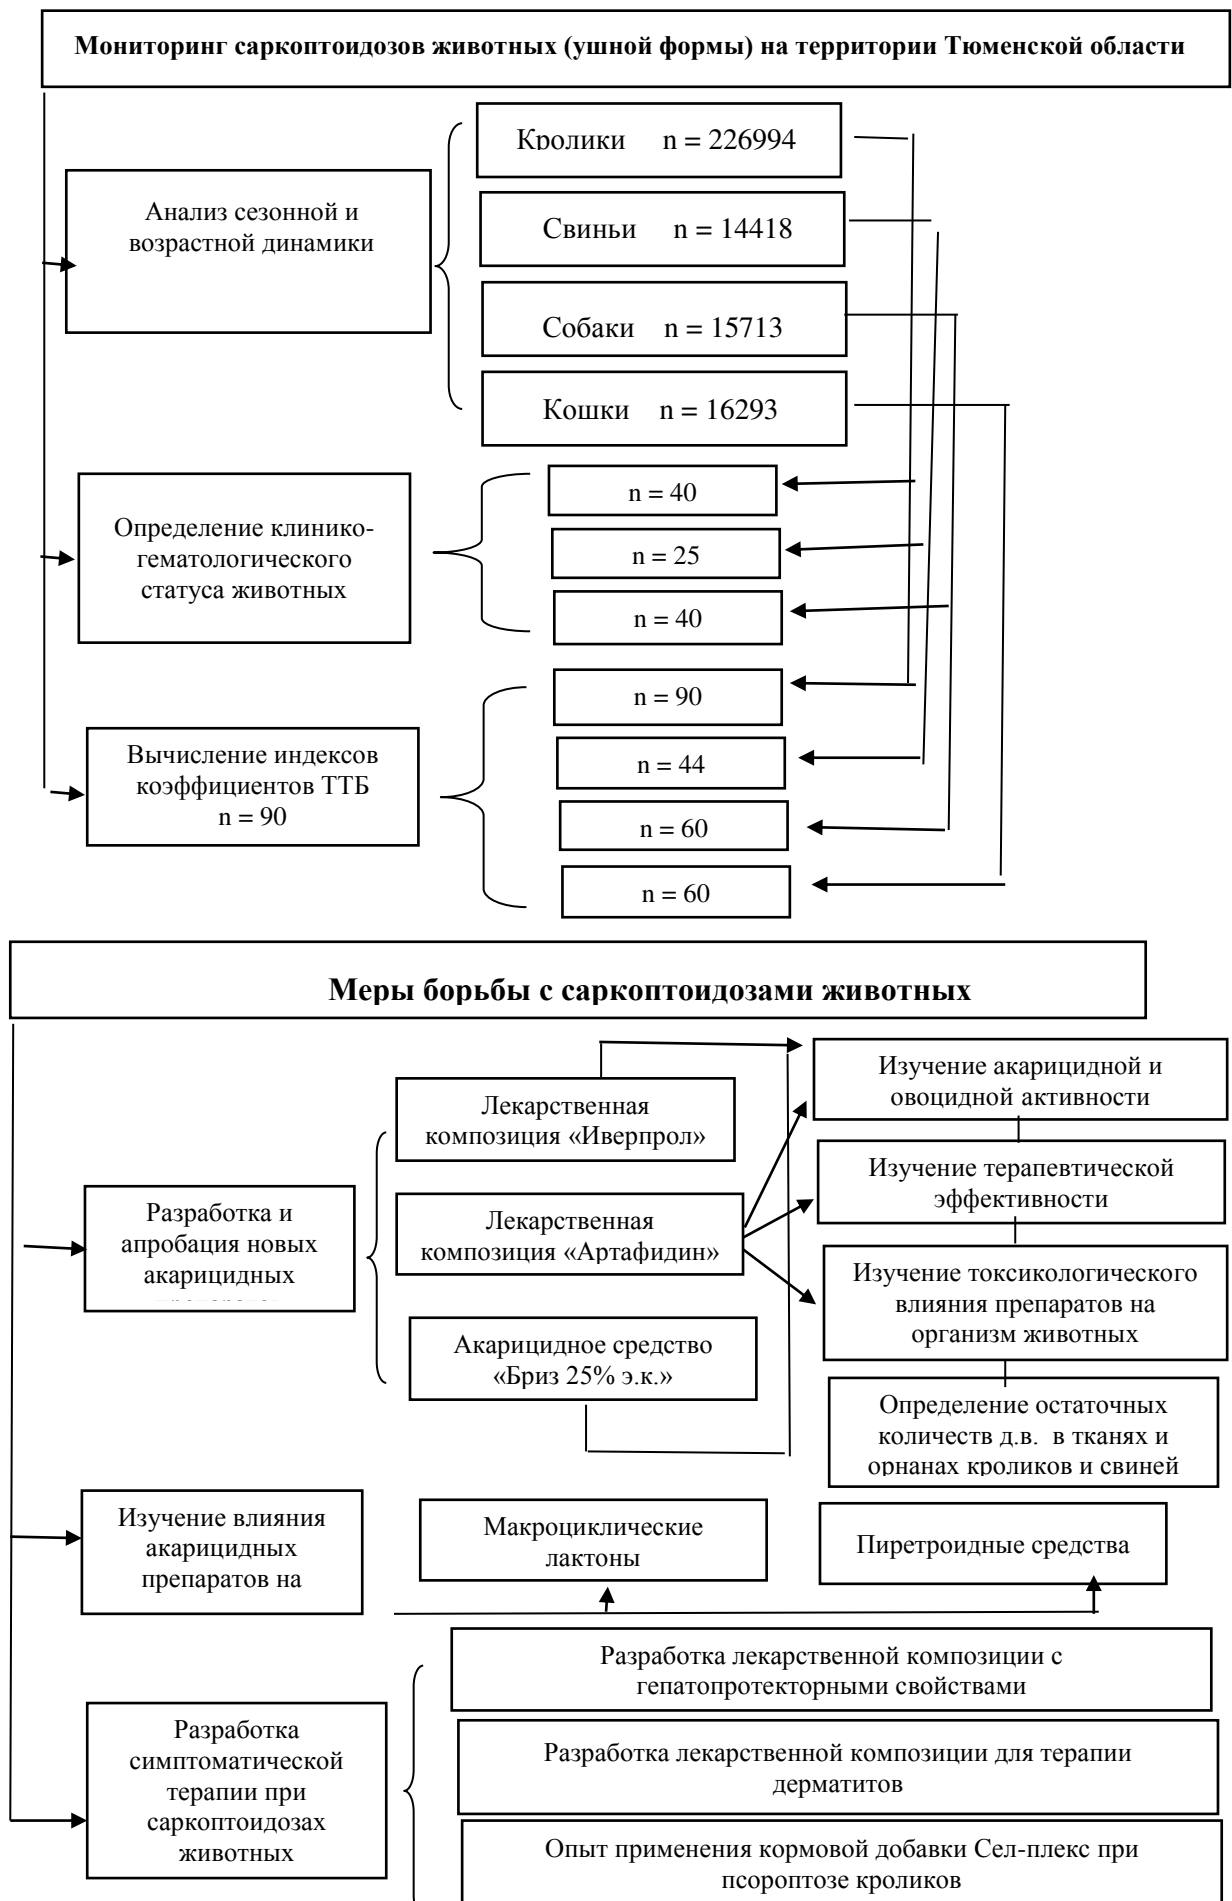 Мониторинг саркоптоидозов животных (ушной формы) на территории Тюменской области
Анализ сезонной и
возрастной динамики
Кролики n = 226994
Свиньи n = 14418
Собаки n = 15713
Кошки n = 16293
Определение клинико-
гематологического
статуса животных
n = 40
n = 25
n = 40
Вычисление индексов
коэффициентов ТТБ
n = 90
n = 90
n = 44
n = 60
n = 60
Меры борьбы с саркоптоидозами животных
Разработка и
апробация новых
акарицидных
Лекарственная
композиция «Иверпрол»
Лекарственная
композиция «Артафидин»
Акарицидное средство
«Бриз 25% э.к.»
Изучение акарицидной и
овоцидной активности
Изучение терапевтической
эффективности
Изучение токсикологического
влияния препаратов на
организм животных
Определение остаточных
количеств д.в. в тканях и
орнанах кроликов и свиней
Изучение влияния
акарицидных
препаратов на
Макроциклические
лактоны
Пиретроидные средства
Разработка
симптоматической
терапии при
саркоптоидозах
животных
Разработка лекарственной композиции с
гепатопротекторными свойствами
Разработка лекарственной композиции для терапии
дерматитов
Опыт применения кормовой добавки Сел-плекс при
псороптозе кроликов